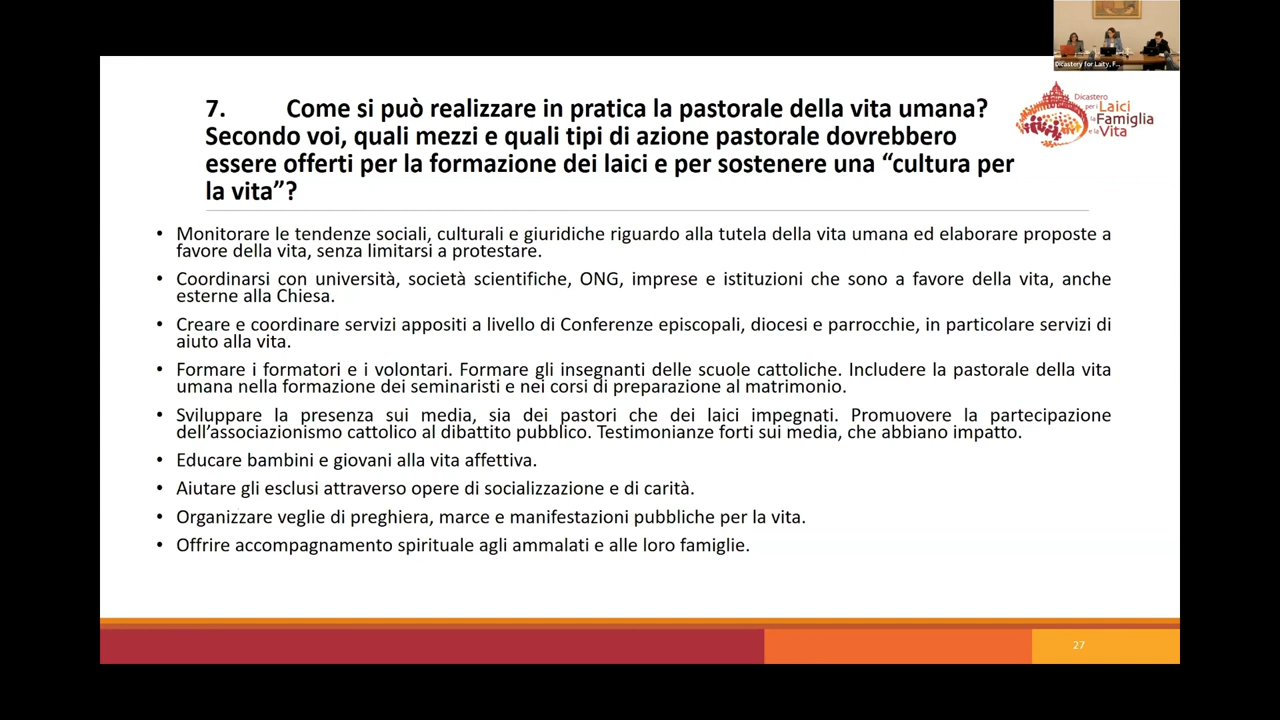 Dicastery for Laity, F...
Dicastero
per i Laici
la Famiglia
e la Vita
7. Come si può realizzare in pratica la pastorale della vita umana?
Secondo voi, quali mezzi e quali tipi di azione pastorale dovrebbero
essere offerti per la formazione dei laici e per sostenere una “cultura per
la vita”?
• Monitorare le tendenze sociali, culturali e giuridiche riguardo alla tutela della vita umana ed elaborare proposte a
favore della vita, senza limitarsi a protestare.
• Coordinarsi con università, società scientifiche, ONG, imprese e istituzioni che sono a favore della vita, anche
esterne alla Chiesa.
• Creare e coordinare servizi appositi a livello di Conferenze episcopali, diocesi e parrocchie, in particolare servizi di
aiuto alla vita.
• Formare i formatori e i volontari. Formare gli insegnanti delle scuole cattoliche. Includere la pastorale della vita
umana nella formazione dei seminaristi e nei corsi di preparazione al matrimonio.
• Sviluppare la presenza sui media, sia dei pastori che dei laici impegnati. Promuovere la partecipazione
dell’associazionismo cattolico al dibattito pubblico. Testimonianze forti sui media, che abbiano impatto.
• Educare bambini e giovani alla vita affettiva.
• Aiutare gli esclusi attraverso opere di socializzazione e di carità.
• Organizzare veglie di preghiera, marce e manifestazioni pubbliche per la vita.
• Offrire accompagnamento spirituale agli ammalati e alle loro famiglie.
27